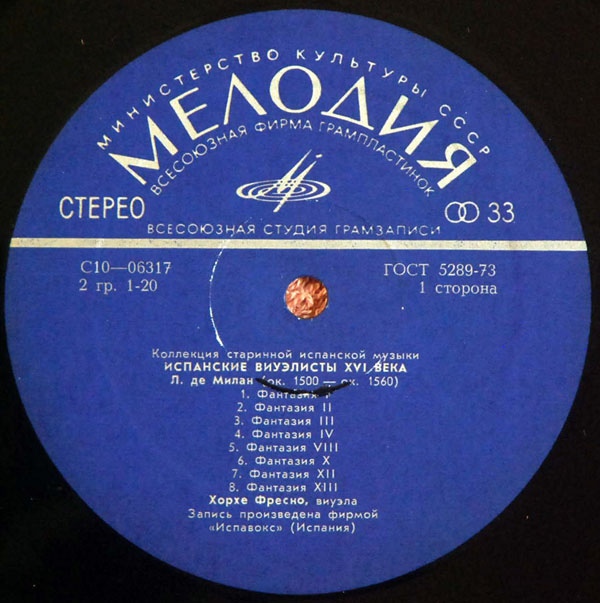 МИНИСТЕРСТВО КУЛЬТУРЫ СССР
МЕЛОДИЯ
ВСЕСОЮЗНАЯ ФИРМА ГРАМПЛАСТИНОК
СТЕРЕО
33
ВСЕСОЮЗНАЯ СТУДИЯ ГРАМЗАПИСИ
С10—06317
ГОСТ 5289-73
2 гр. 1-20
1 сторона
Коллекция старинной испанской музыки
ИСПАНСКИЕ ВИУЭЛИСТЫ XVI ВЕКА
Л. де Милан (ок. 1500 — ок. 1560)
1. Фантазия I
2. Фантазия II
3. Фантазия III
4. Фантазия IV
5. Фантазия VIII
6. Фантазия X
7. Фантазия XII
8. Фантазия XIII
Хорхе Фресно, виуэла
Запись произведена фирмой
«Испавокс» (Испания)